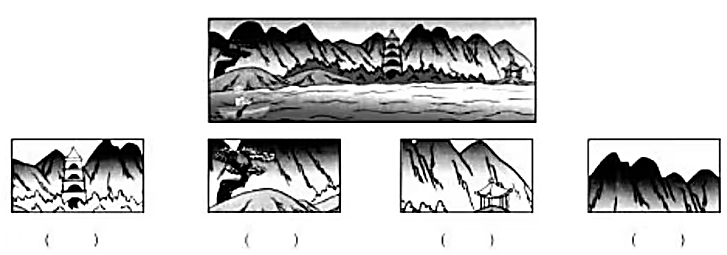 (　　) (　　) (　　) (　　)